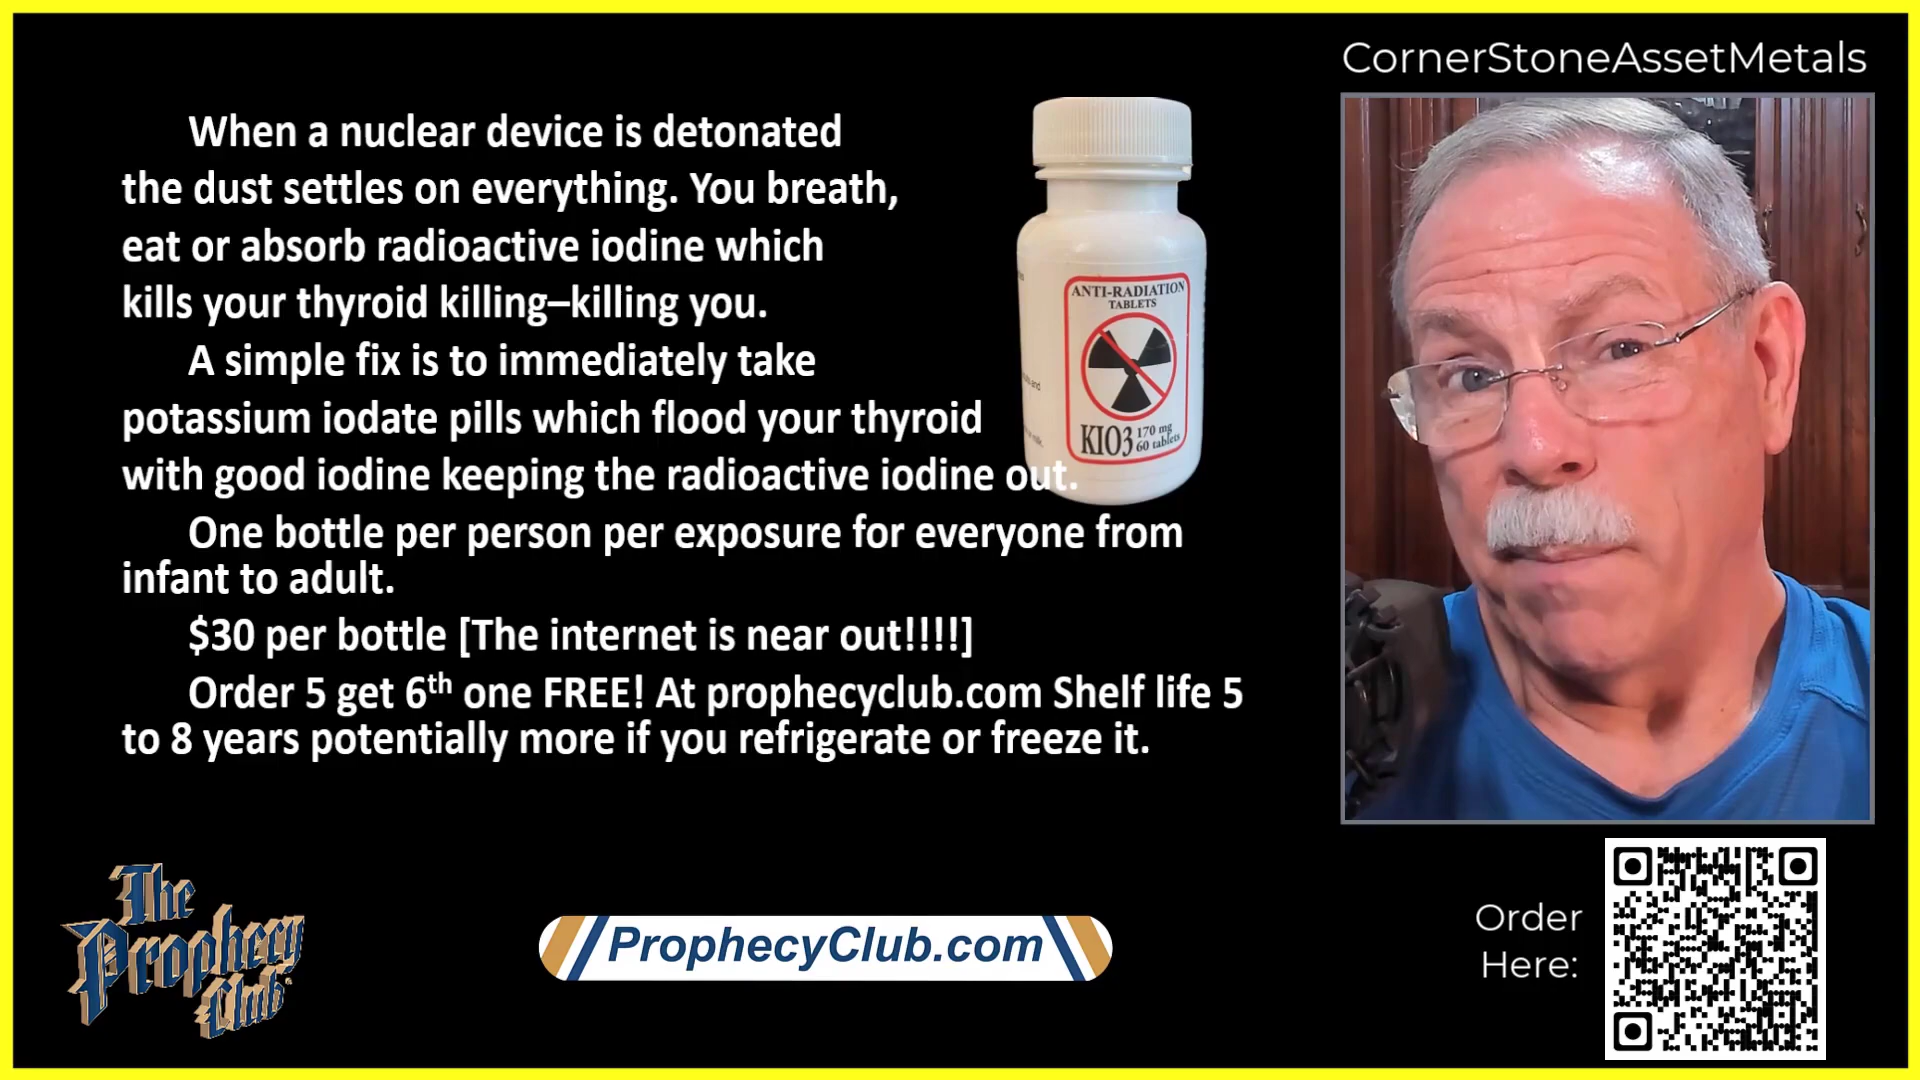 CornerStoneAssetMetals
When a nuclear device is detonated
the dust settles on everything. You breath,
eat or absorb radioactive iodine which
kills your thyroid killing–killing you.
A simple fix is to immediately take
potassium iodate pills which flood your thyroid
with good iodine keeping the radioactive iodine out.
One bottle per person per exposure for everyone from
infant to adult.
$30 per bottle [The internet is near out!!!!]
Order 5 get 6th one FREE! At prophecyclub.com Shelf life 5
to 8 years potentially more if you refrigerate or freeze it.
ANTI-RADIATION
TABLETS
KIO3 170 mg
60 tablets
The
Prophecy
Club
ProphecyClub.com
Order
Here: